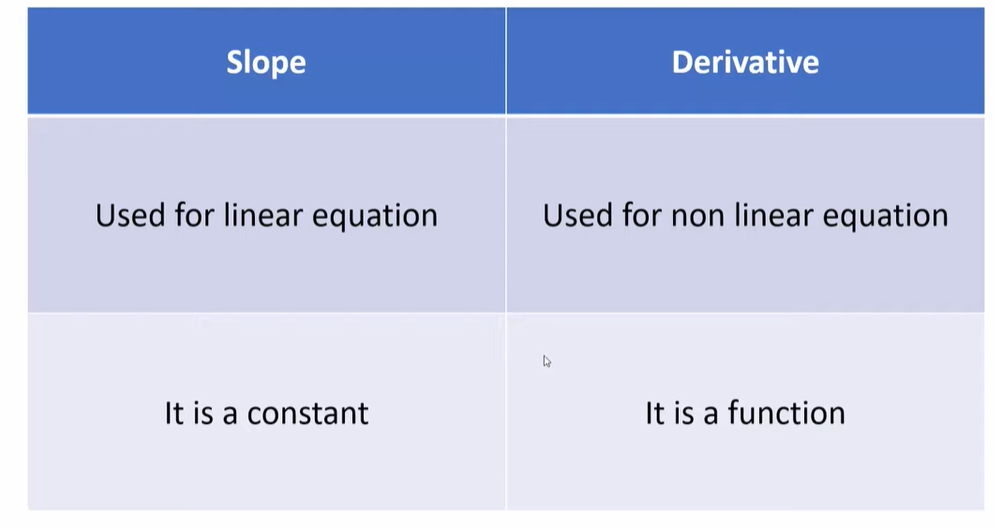 Slope
Derivative
Used for linear equation
Used for non linear equation
It is a constant
It is a function